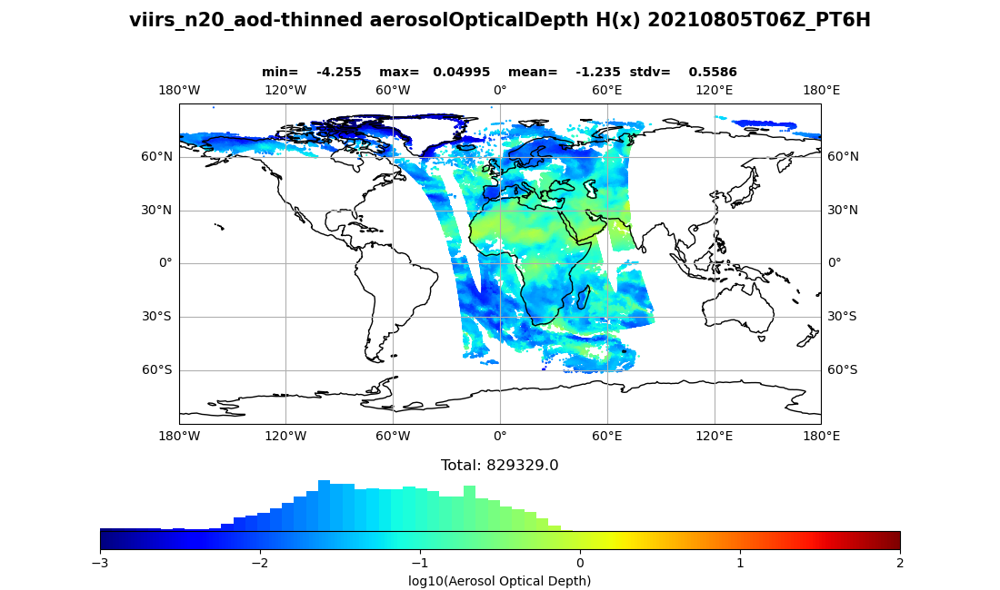 viirs_n20_aod-thinned aerosolOpticalDepth H(x) 20210805T06Z_PT6H
min= -4.255 max= 0.04995 mean= -1.235 stdv= 0.5586
180°W 120°W 60°W 0° 60°E 120°E 180°E
60°N 60°N
30°N 30°N
0° 0°
30°S 30°S
60°S 60°S
180°W 120°W 60°W 0° 60°E 120°E 180°E
Total: 829329.0
−3 −2 −1 0 1 2
log10(Aerosol Optical Depth)